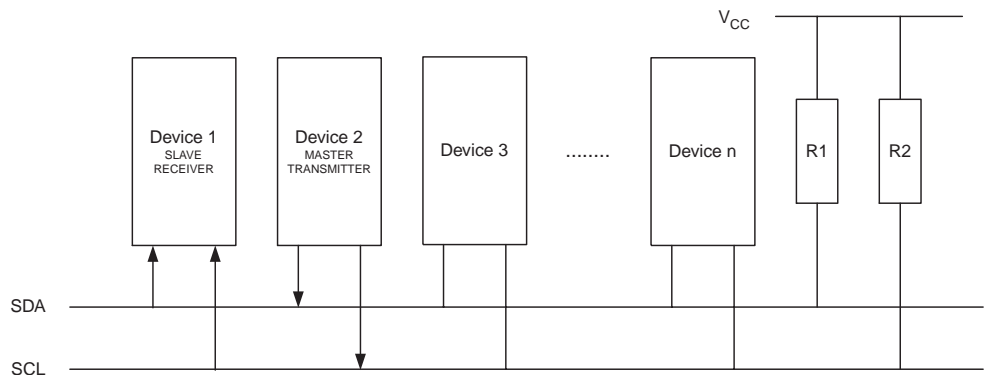 VCC
Device 1
SLAVE
RECEIVER
Device 2
MASTER
TRANSMITTER
Device 3
........
Device n
R1
R2
SDA
SCL